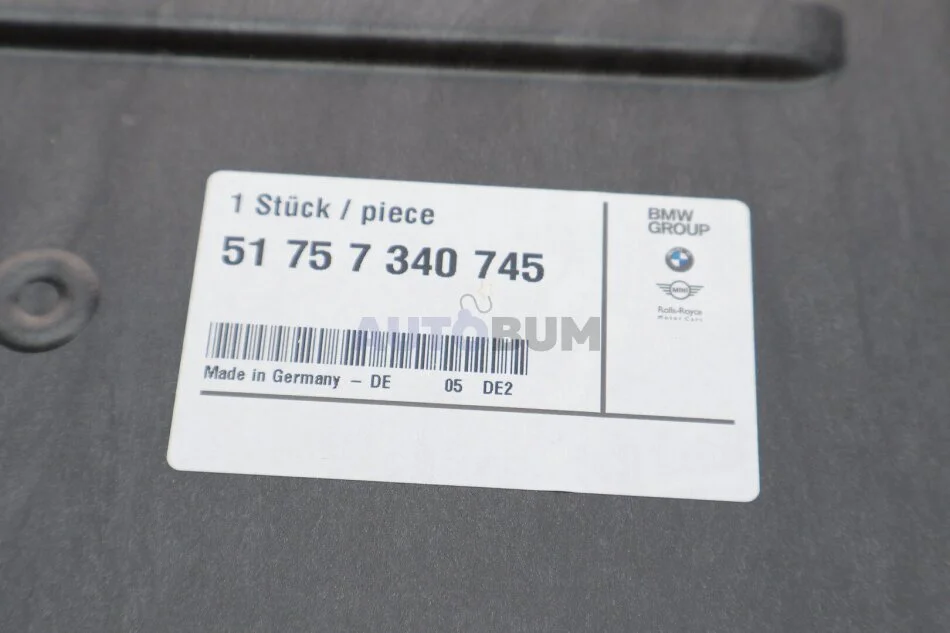 1 Stück / piece
51 75 7 340 745
BMW
GROUP
MINI
Rolls-Royce
Motor Cars
AUTOBUM
Made in Germany – DE 05 DE2